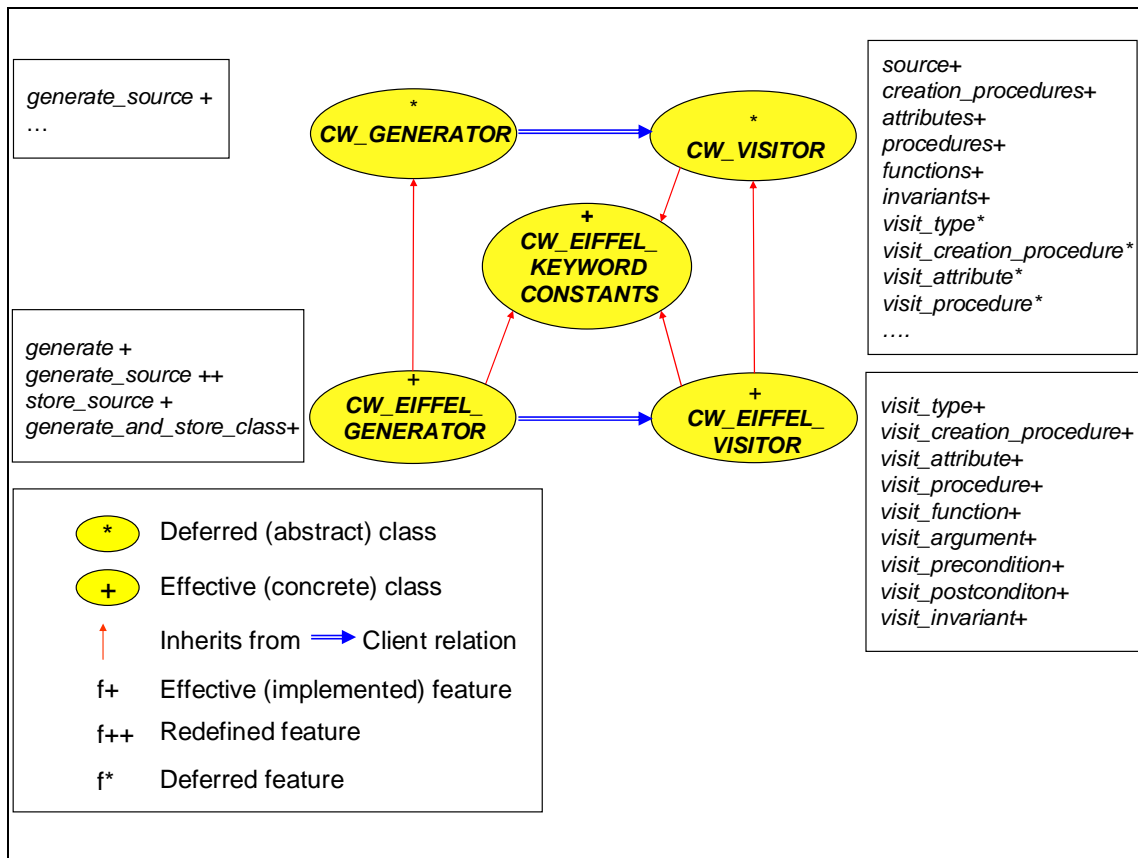 generate_source +
…
*
CW_GENERATOR
*
CW_VISITOR
source+
creation_procedures+
attributes+
procedures+
functions+
invariants+
visit_type*
visit_creation_procedure*
visit_attribute*
visit_procedure*
….
+
CW_EIFFEL_
KEYWORD
CONSTANTS
generate +
generate_source ++
store_source +
generate_and_store_class+
+
CW_EIFFEL_
GENERATOR
+
CW_EIFFEL_
VISITOR
visit_type+
visit_creation_procedure+
visit_attribute+
visit_procedure+
visit_function+
visit_argument+
visit_precondition+
visit_postconditon+
visit_invariant+
* Deferred (abstract) class
+ Effective (concrete) class
Inherits from Client relation
f+ Effective (implemented) feature
f++ Redefined feature
f* Deferred feature